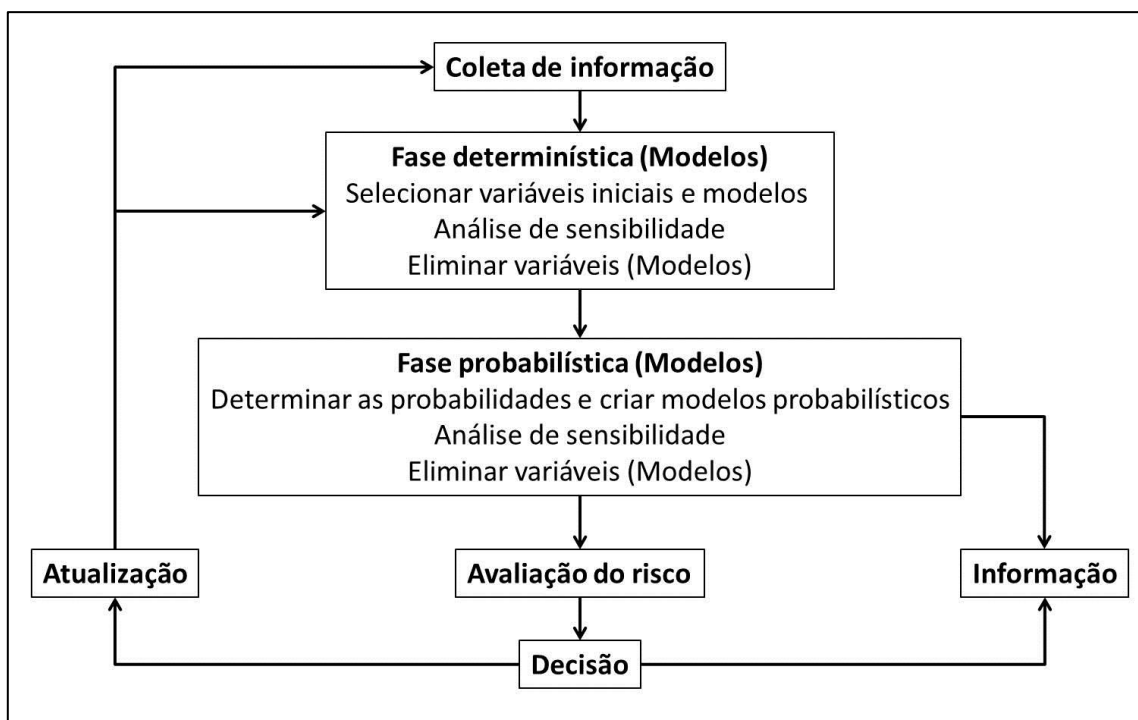 Coleta de informação
Fase determinística (Modelos)
Selecionar variáveis iniciais e modelos
Análise de sensibilidade
Eliminar variáveis (Modelos)
Fase probabilística (Modelos)
Determinar as probabilidades e criar modelos probabilísticos
Análise de sensibilidade
Eliminar variáveis (Modelos)
Atualização
Avaliação do risco
Informação
Decisão